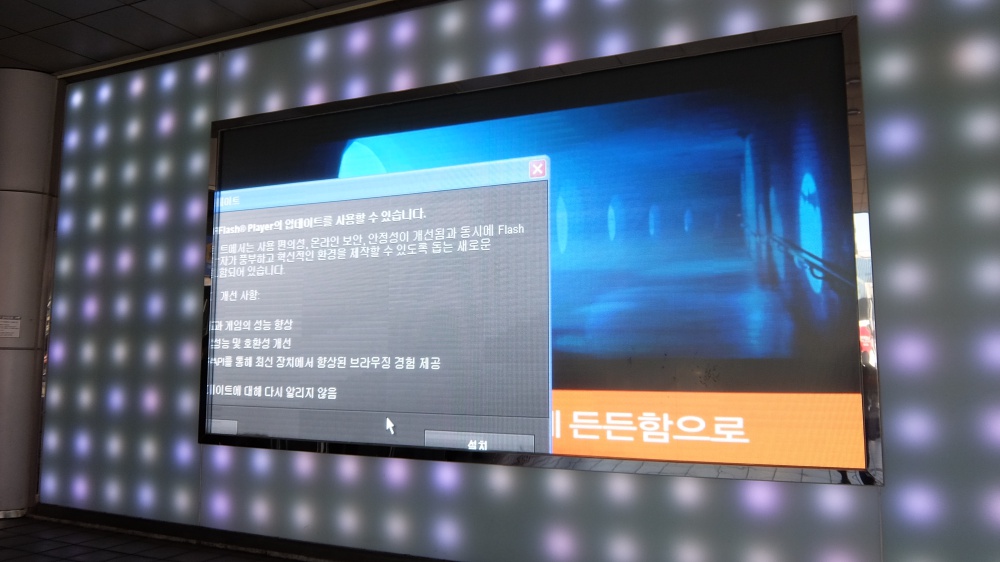 이트
Flash® Player의 업데이트를 사용할 수 있습니다.
트에서는 사용 편의성, 온라인 보안, 안정성이 개선됨과 동시에 Flash
자가 풍부하고 혁신적인 환경을 제작할 수 있도록 돕는 새로운
함되어 있습니다.
개선 사항:
과 게임의 성능 향상
성능 및 호환성 개선
API를 통해 최신 장치에서 향상된 브라우징 경험 제공
이트에 대해 다시 알리지 않음
설치
든든함으로